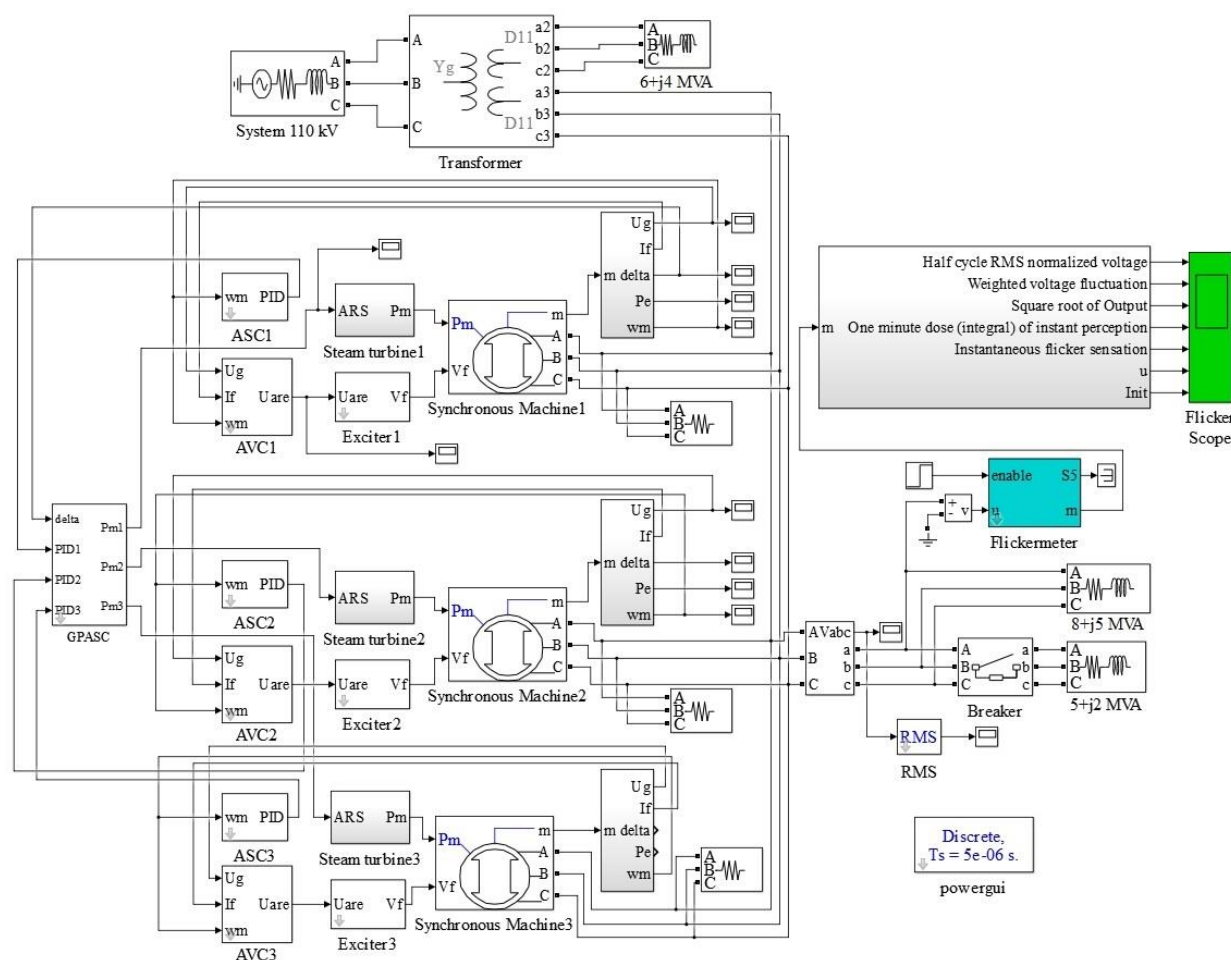 A
B
C
System 110 kV
A
B
C
Yg
D11
D11
a2
b2
c2
a3
b3
c3
Transformer
A
B
C
6+j4 MVA
wm PID
ASC1
ARS Pm
Steam turbine1
Pm
Vf
m
A
B
C
Synchronous Machine1
m
Ug
If
delta
Pe
wm
Ug
If
wm
Uare
AVC1
Uare Vf
Exciter1
A
B
C
Half cycle RMS normalized voltage
Weighted voltage fluctuation
Square root of Output
m One minute dose (integral) of instant perception
Instantaneous flicker sensation
u
Init
Flicker
Scope
enable S5
u m
Flickermeter
+
-
v
delta
PID1
PID2
PID3
Pm1
Pm2
Pm3
GPASC
wm PID
ASC2
ARS Pm
Steam turbine2
Pm
Vf
m
A
B
C
Synchronous Machine2
m
Ug
If
delta
Pe
wm
Ug
If
wm
Uare
AVC2
Uare Vf
Exciter2
A
B
C
A Vabc
B
C
a
b
c
A
B
C
8+j5 MVA
A
B
C
a
b
c
Breaker
A
B
C
5+j2 MVA
RMS
RMS
wm PID
ASC3
ARS Pm
Steam turbine3
Pm
Vf
m
A
B
C
Synchronous Machine3
m
Ug
If
delta
Pe
wm
Ug
If
wm
Uare
AVC3
Uare Vf
Exciter3
A
B
C
Discrete,
Ts = 5e-06 s.
powergui